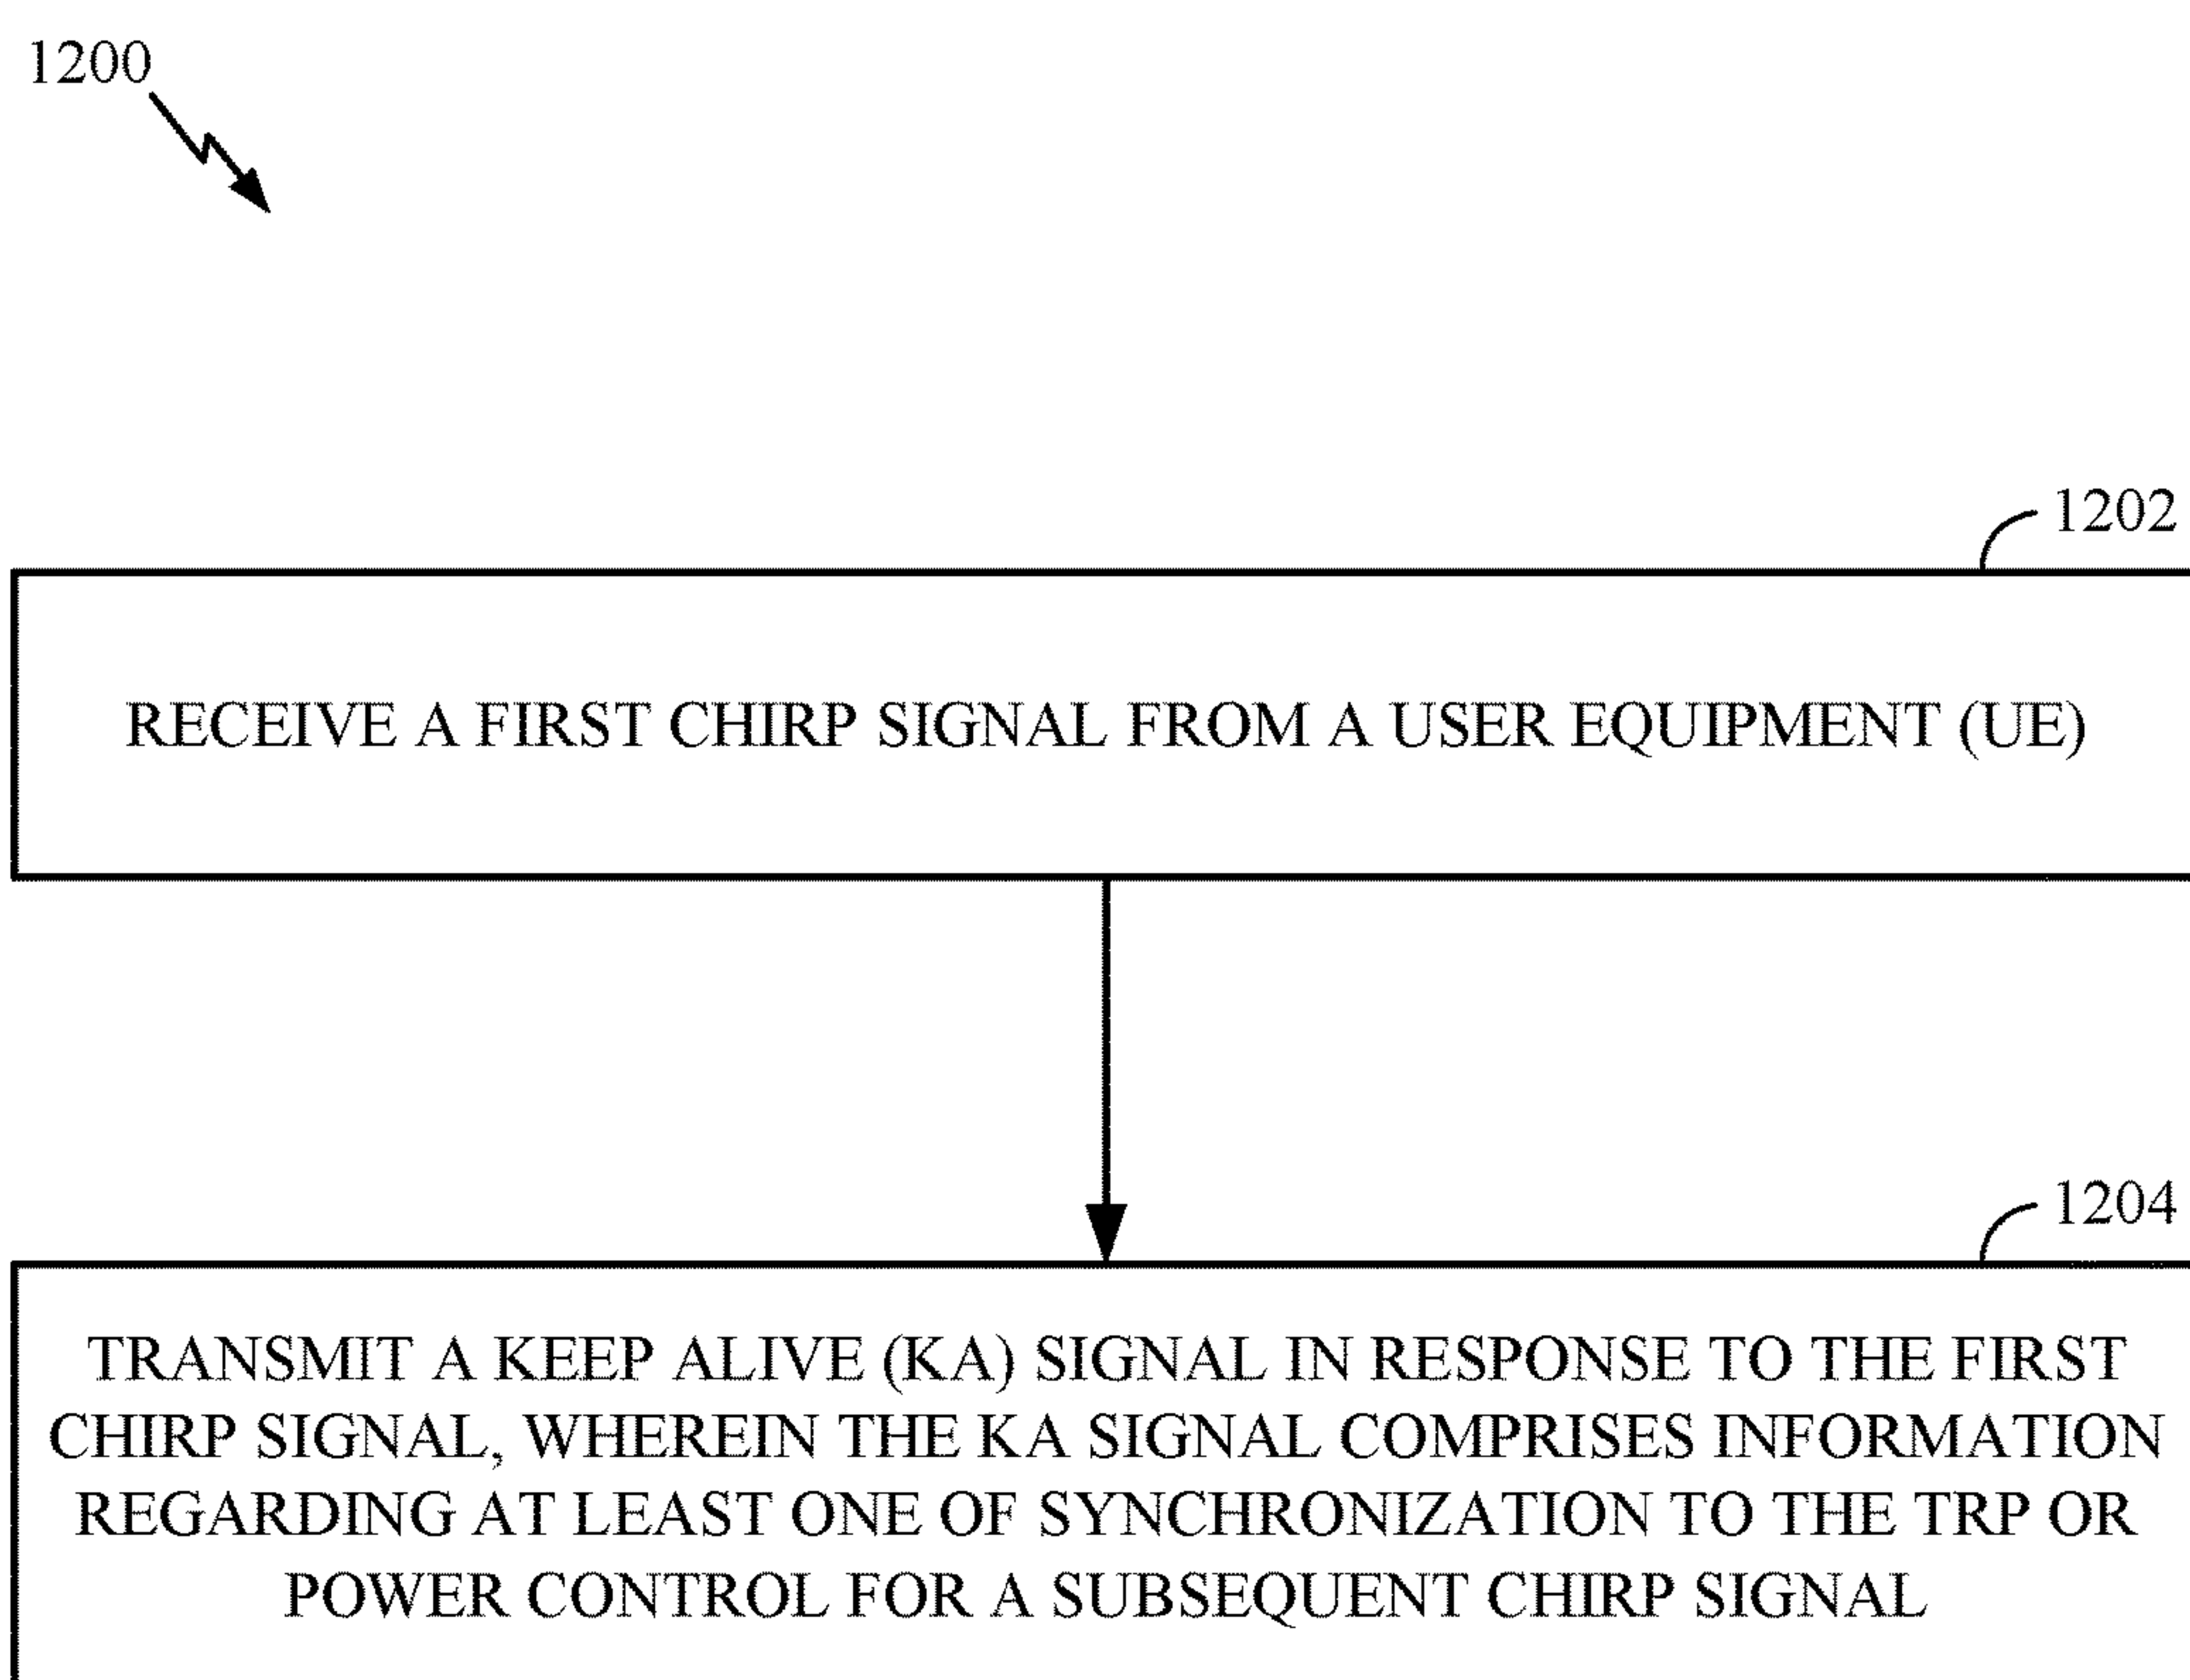 1200
1202
RECEIVE A FIRST CHIRP SIGNAL FROM A USER EQUIPMENT (UE)
1204
TRANSMIT A KEEP ALIVE (KA) SIGNAL IN RESPONSE TO THE FIRST
CHIRP SIGNAL, WHEREIN THE KA SIGNAL COMPRISES INFORMATION
REGARDING AT LEAST ONE OF SYNCHRONIZATION TO THE TRP OR
POWER CONTROL FOR A SUBSEQUENT CHIRP SIGNAL